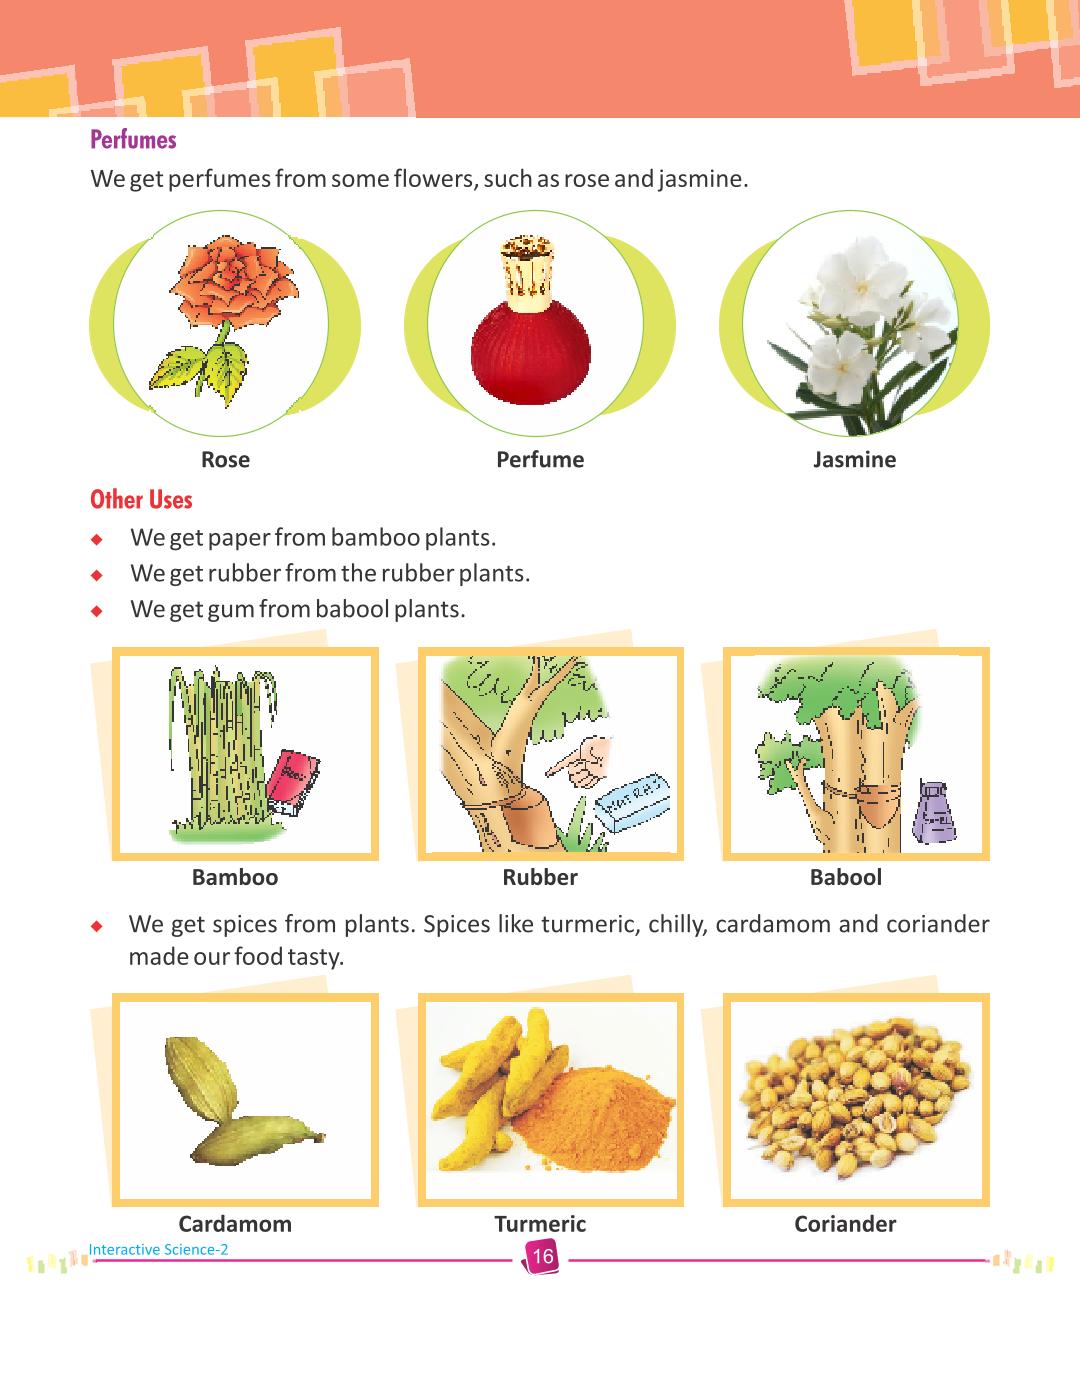 Perfumes
We get perfumes from some flowers, such as rose and jasmine.
Rose
Perfume
Jasmine
Other Uses
◆ We get paper from bamboo plants.
◆ We get rubber from the rubber plants.
◆ We get gum from babool plants.
Bamboo
Rubber
Babool
◆ We get spices from plants. Spices like turmeric, chilly, cardamom and coriander
made our food tasty.
Cardamom
Turmeric
Coriander
Interactive Science-2
16